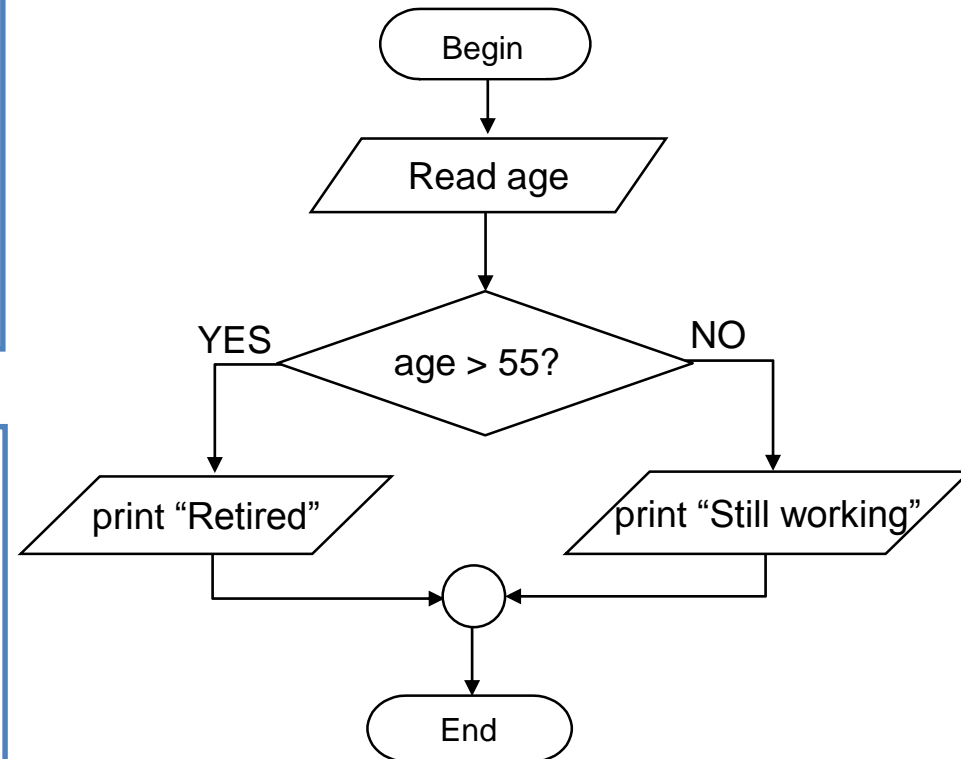 Begin
Read age
YES
NO
age > 55?
print “Retired”
print “Still working”
End